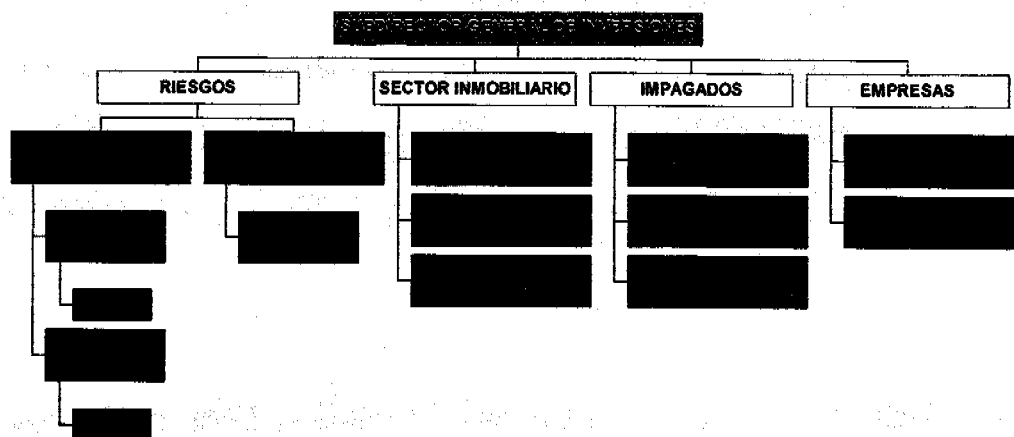 SUBDIRECTOR GENERAL DE INVERSIONES
RIESGOS
SECTOR INMOBILIARIO
IMPAGADOS
EMPRESAS